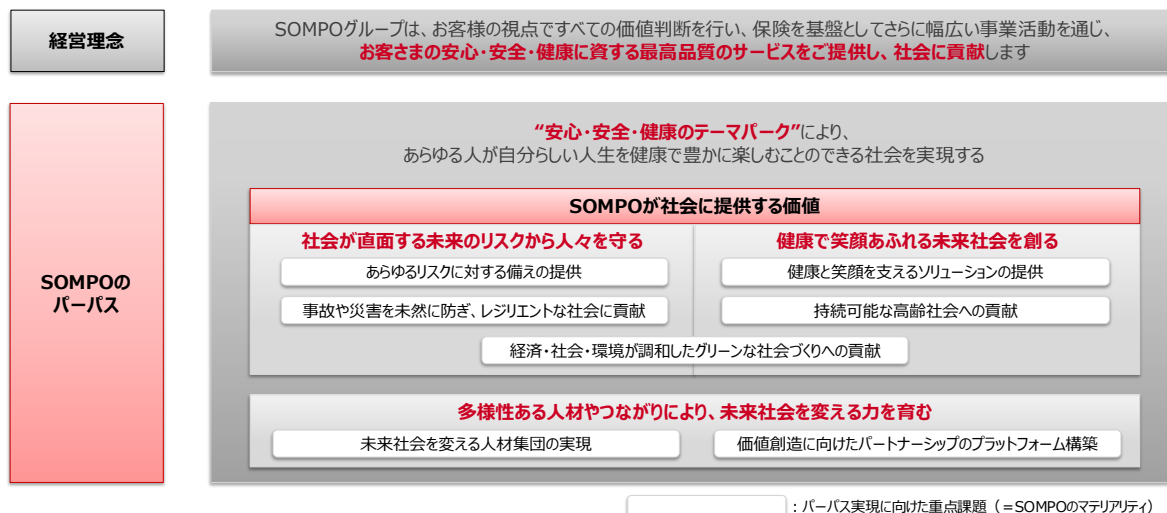 経営理念
SOMPOグループは、お客様の視点ですべての価値判断を行い、保険を基盤としてさらに幅広い事業活動を通じ、
お客さまの安心・安全・健康に資する最高品質のサービスをご提供し、社会に貢献します
SOMPOの
パーパス
“安心・安全・健康のテーマパーク”により、
あらゆる人が自分らしい人生を健康で豊かに楽しむことのできる社会を実現する
SOMPOが社会に提供する価値
社会が直面する未来のリスクから人々を守る
あらゆるリスクに対する備えの提供
事故や災害を未然に防ぎ、レジリエントな社会に貢献
健康で笑顔あふれる未来社会を創る
健康と笑顔を支えるソリューションの提供
持続可能な高齢社会への貢献
経済・社会・環境が調和したグリーンな社会づくりへの貢献
多様性ある人材やつながりにより、未来社会を変える力を育む
未来社会を変える人材集団の実現
価値創造に向けたパートナーシップのプラットフォーム構築
：パーパス実現に向けた重点課題（=SOMPOのマテリアリティ）